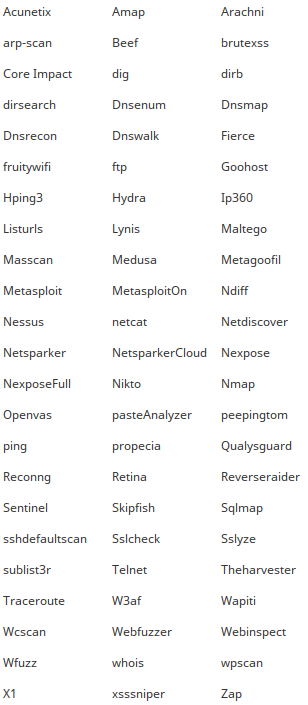 Acunetix Amap Arachni
arp-scan Beef brutexss
Core Impact dig dirb
dirsearch Dnsenum Dnsmap
Dnsrecon Dnswalk Fierce
fruitywifi ftp Goohost
Hping3 Hydra Ip360
Listurls Lynis Maltego
Masscan Medusa Metagoofil
Metasploit MetasploitOn Ndiff
Nessus netcat Netdiscover
Netsparker NetsparkerCloud Nexpose
NexposeFull Nikto Nmap
Openvas pasteAnalyzer peepingtom
ping propecia Qualysguard
Reconng Retina Reverseraider
Sentinel Skipfish Sqlmap
sshdefaultscan Sslcheck Sslyze
sublist3r Telnet Theharvester
Traceroute W3af Wapiti
Wcscan Webfuzzer Webinspect
Wfuzz whois wpscan
X1 xsssniper Zap